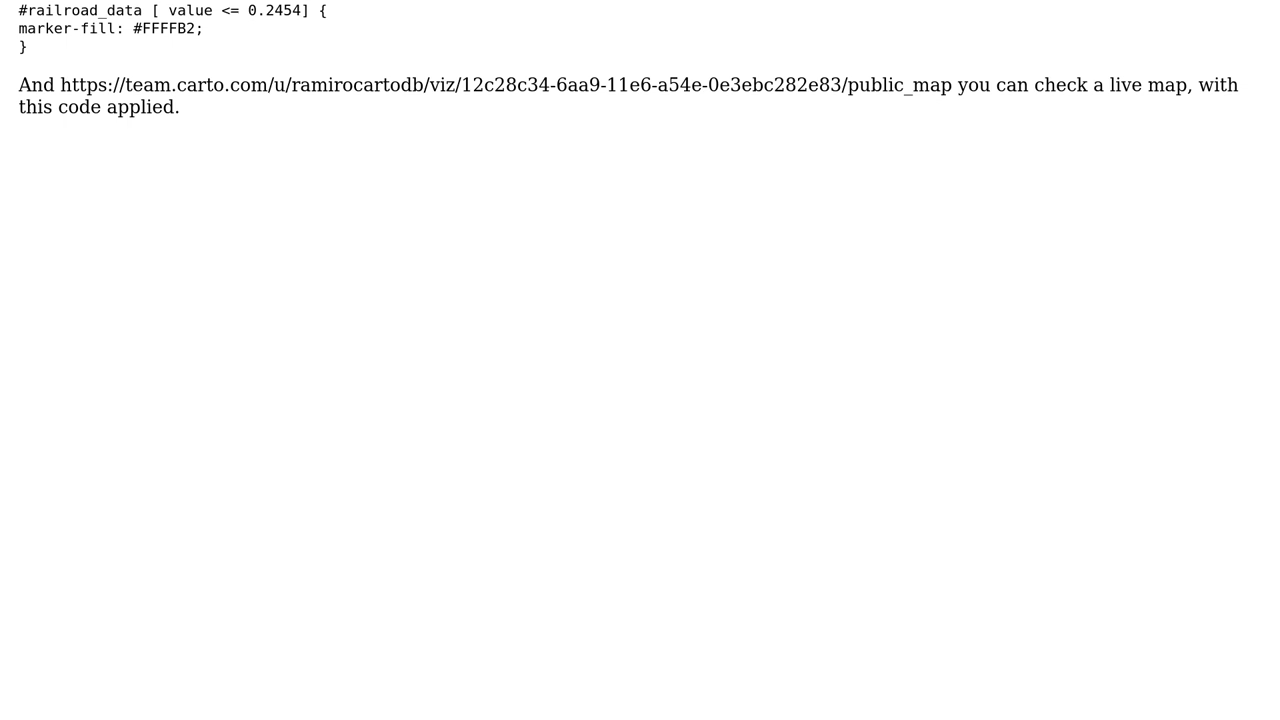 #railroad_data [ value <= 0.2454] {
marker-fill: #FFFFB2;
}
And https://team.carto.com/u/ramirocartodb/viz/12c28c34-6aa9-11e6-a54e-0e3ebc282e83/public_map you can check a live map, with
this code applied.